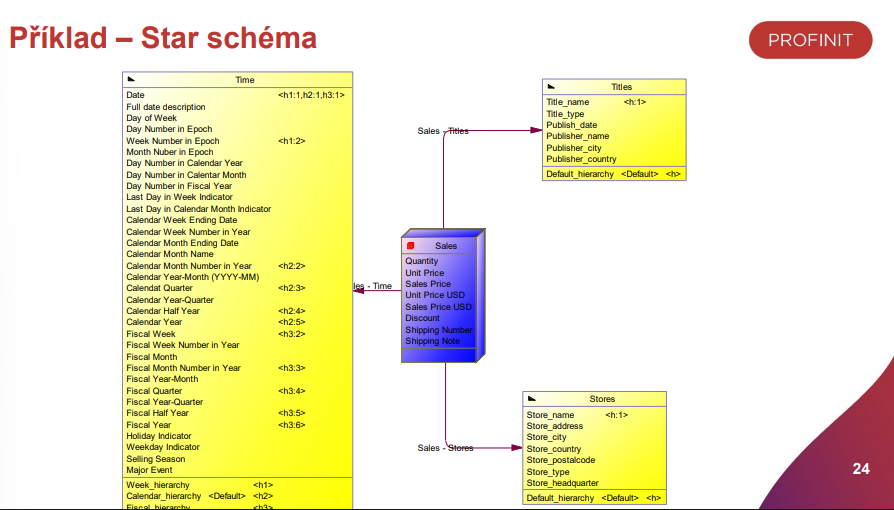 Příklad – Star schéma
PROFINIT
Time
Date <h1:1,h2:1,h3:1>
Full date description
Day of Week
Day Number in Epoch
Week Number in Epoch <h1:2>
Month Nuber in Epoch
Day Number in Calendar Year
Day Number in Calentar Month
Day Number in Fiscal Year
Last Day in Week Indicator
Last Day in Calendar Month Indicator
Calendar Week Ending Date
Calendar Week Number in Year
Calendar Month Ending Date
Calendar Month Name
Calendar Month Number in Year <h2:2>
Calendar Year-Month (YYYY-MM)
Calendat Quarter <h2:3>
Calendar Year-Quarter
Calendar Half Year <h2:4>
Calendar Year <h2:5>
Fiscal Week <h3:2>
Fiscal Week Number in Year
Fiscal Month
Fiscal Month Number in Year <h3:3>
Fiscal Year-Month
Fiscal Quarter <h3:4>
Fiscal Year-Quarter
Fiscal Half Year <h3:5>
Fiscal Year <h3:6>
Holiday Indicator
Weekday Indicator
Selling Season
Major Event
Week_hierarchy <h1>
Calendar_hierarchy <Default> <h2>
Fiscal_hierarchy <h3>
les - Time
Sales - Titles
Titles
Title_name <h:1>
Title_type
Publish_date
Publisher_name
Publisher_city
Publisher_country
Default_hierarchy <Default> <h>
Sales
Quantity
Unit Price
Sales Price
Unit Price USD
Sales Price USD
Discount
Shipping Number
Shipping Note
Sales - Stores
Stores
Store_name <h:1>
Store_address
Store_city
Store_country
Store_postalcode
Store_type
Store_headquarter
Default_hierarchy <Default> <h>
24